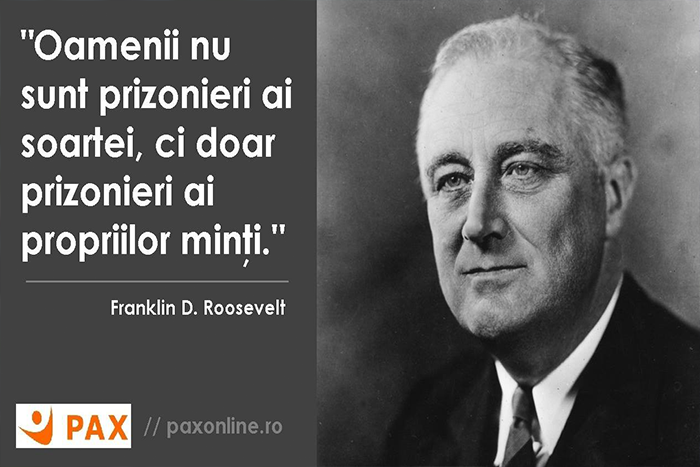 "Oamenii nu
sunt prizonieri ai
soartei, ci doar
prizonieri ai
propriilor minți."
Franklin D. Roosevelt
PAX // paxonline.ro